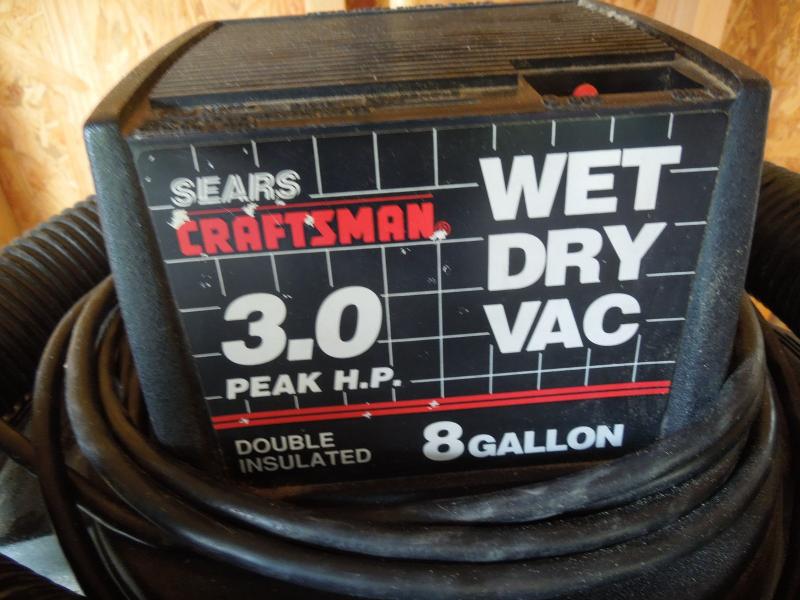 SEARS
CRAFTSMAN®
WET
DRY
VAC
3.0
PEAK H.P.
DOUBLE
INSULATED
8 GALLON